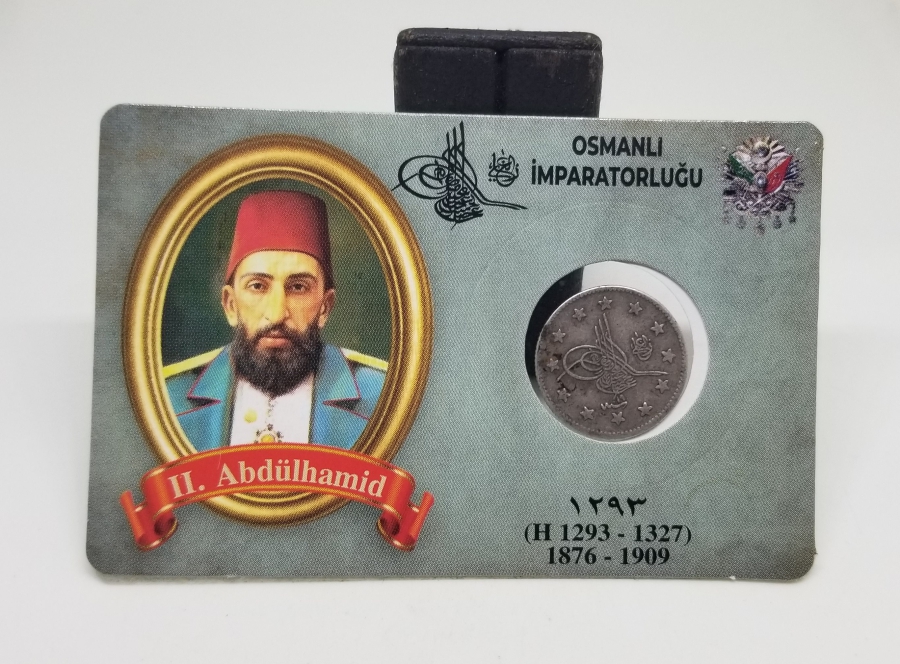 OSMANLI
İMPARATORLUĞU
II. Abdülhamid
١٢٩٣
(H 1293 - 1327)
1876 - 1909